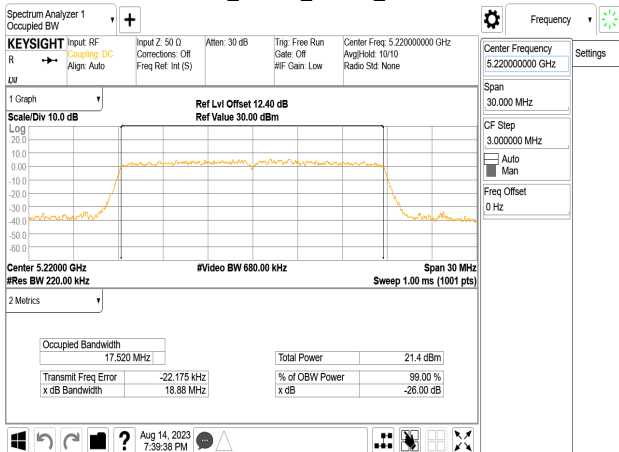 Spectrum Analyzer 1
Occupied BW
Frequency
KEYSIGHT
R
Input: RF
Coupling: DC
Align: Auto
Input Z: 50 Ω
Corrections: Off
Freq Ref: Int (S)
Atten: 30 dB
Trig: Free Run
Gate: Off
#IF Gain: Low
Center Freq: 5.220000000 GHz
Avg|Hold: 10/10
Radio Std: None
Center Frequency
5.220000000 GHz
Settings
Span
30.000 MHz
CF Step
3.000000 MHz
Auto
Man
Freq Offset
0 Hz
1 Graph
Scale/Div 10.0 dB
Ref Lvl Offset 12.40 dB
Ref Value 30.00 dBm
Log
20.0
10.0
0.00
-10.0
-20.0
-30.0
-40.0
-50.0
-60.0
Center 5.22000 GHz
#Res BW 220.00 kHz
#Video BW 680.00 kHz
Span 30 MHz
Sweep 1.00 ms (1001 pts)
2 Metrics
Occupied Bandwidth
17.520 MHz
Total Power 21.4 dBm
Transmit Freq Error -22.175 kHz
% of OBW Power 99.00 %
x dB Bandwidth 18.88 MHz
x dB -26.00 dB
?
Aug 14, 2023
7:39:38 PM